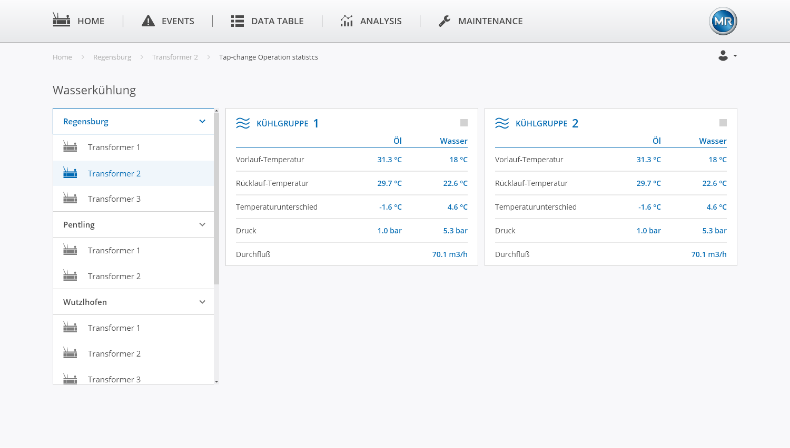 HOME
EVENTS
DATA TABLE
ANALYSIS
MAINTENANCE
MR
Home
Regensburg
Transformer 2
Tap-change Operation statistcs
Wasserkühlung
Regensburg
Transformer 1
Transformer 2
Transformer 3
Pentling
Transformer 1
Transformer 2
Wutzlhofen
Transformer 1
Transformer 2
Transformer 3
KÜHLGRUPPE 1
Öl Wasser
Vorlauf-Temperatur 31.3 °C 18 °C
Rücklauf-Temperatur 29.7 °C 22.6 °C
Temperaturunterschied -1.6 °C 4.6 °C
Druck 1.0 bar 5.3 bar
Durchfluß 70.1 m3/h
KÜHLGRUPPE 2
Öl Wasser
Vorlauf-Temperatur 31.3 °C 18 °C
Rücklauf-Temperatur 29.7 °C 22.6 °C
Temperaturunterschied -1.6 °C 4.6 °C
Druck 1.0 bar 5.3 bar
Durchfluß 70.1 m3/h